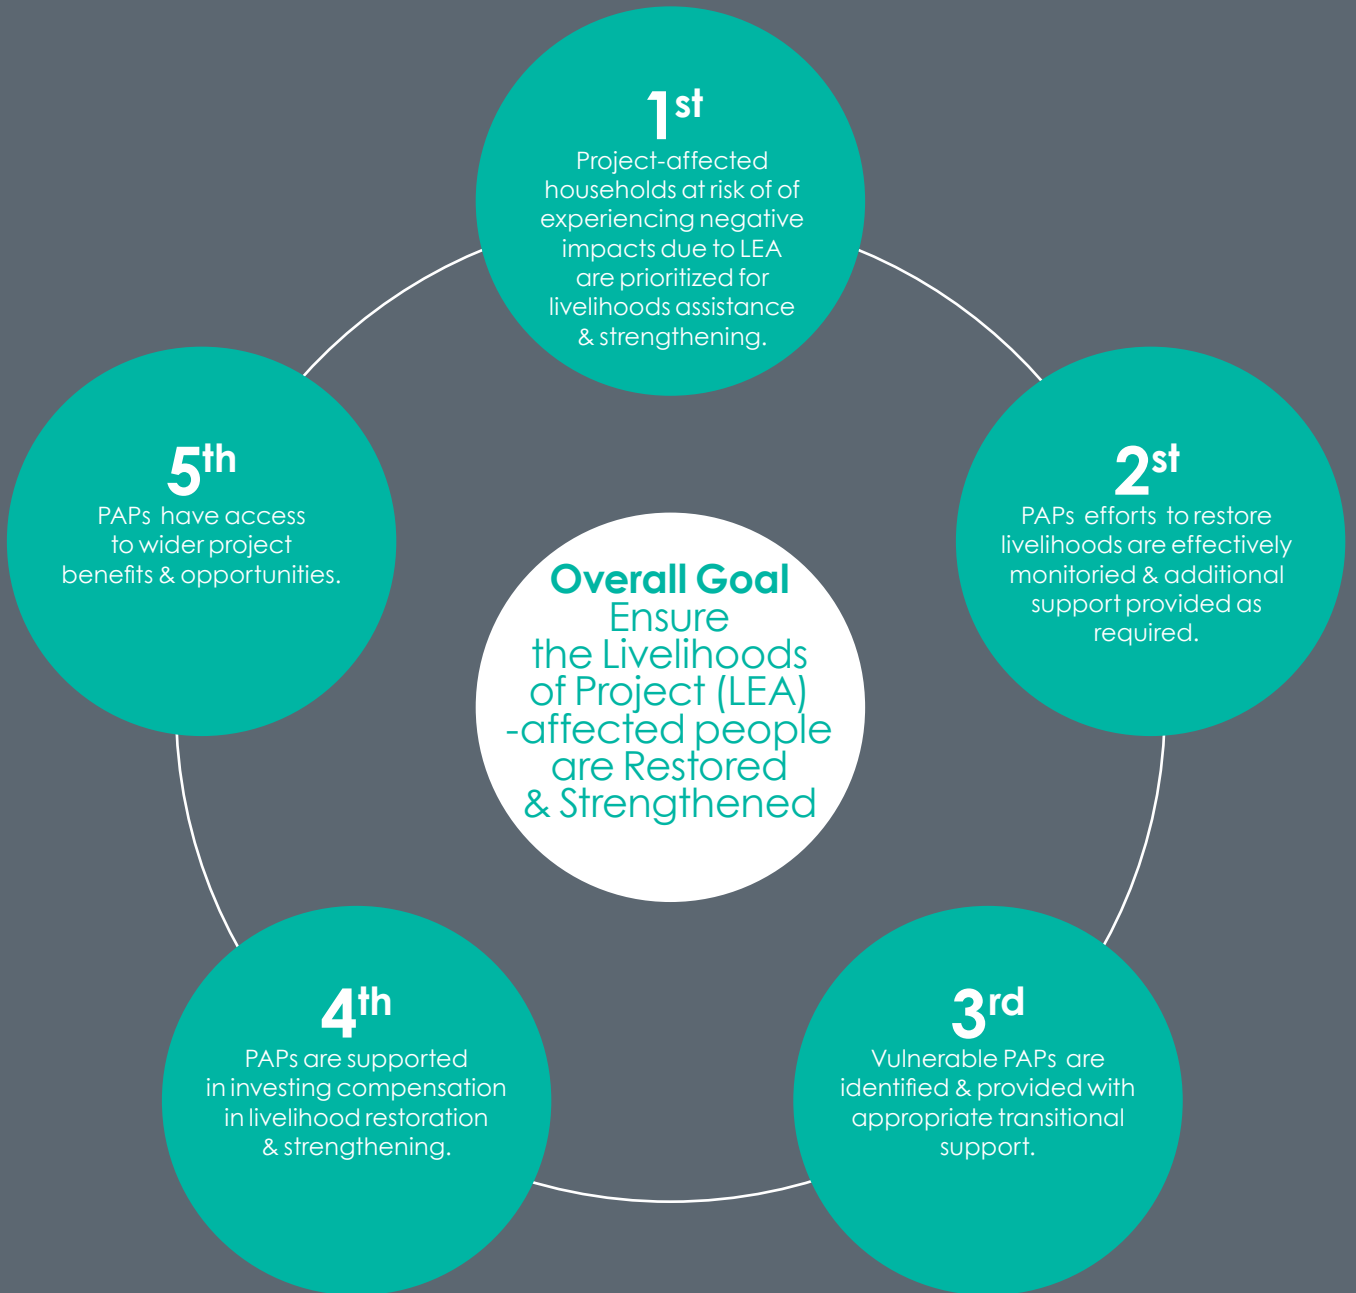 1st
Project-affected
households at risk of of
experiencing negative
impacts due to LEA
are prioritized for
livelihoods assistance
& strengthening.
2st
PAPs efforts to restore
livelihoods are effectively
monitoried & additional
support provided as
required.
3rd
Vulnerable PAPs are
identified & provided with
appropriate transitional
support.
4th
PAPs are supported
in investing compensation
in livelihood restoration
& strengthening.
5th
PAPs have access
to wider project
benefits & opportunities.
Overall Goal
Ensure
the Livelihoods
of Project (LEA)
-affected people
are Restored
& Strengthened